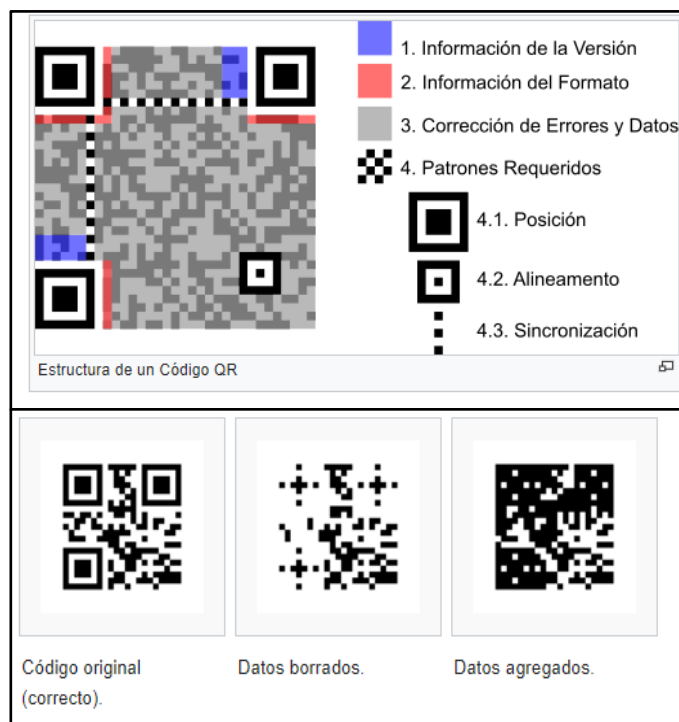 1. Información de la Versión
2. Información del Formato
3. Corrección de Errores y Datos
4. Patrones Requeridos
4.1. Posición
4.2. Alineamento
4.3. Sincronización
Estructura de un Código QR
Código original
(correcto).
Datos borrados.
Datos agregados.